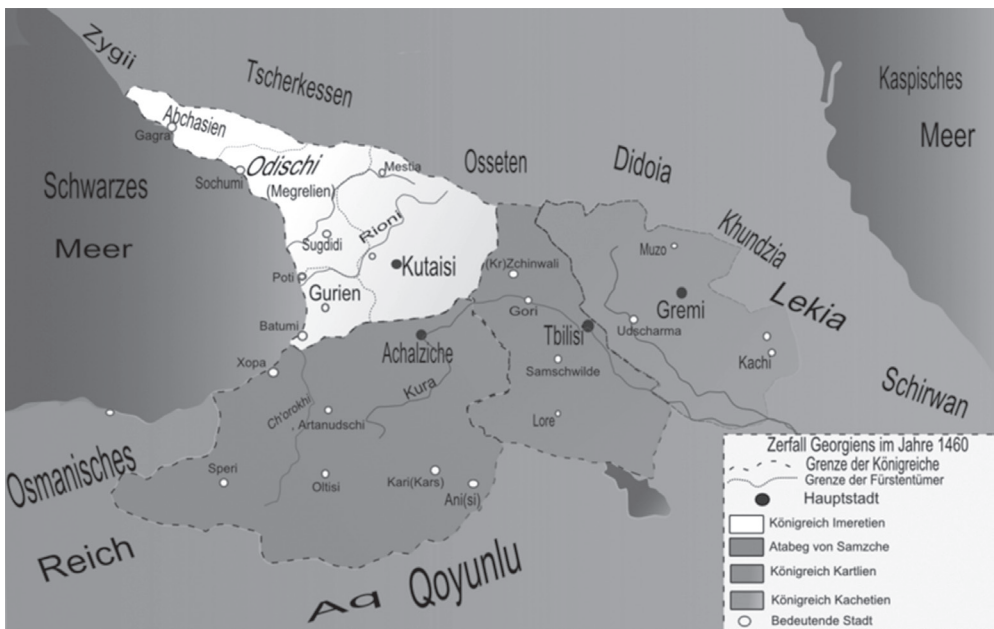 Zygii
Tscherkessen
Kaspisches
Meer
Abchasien
Gagra
Osseten
Didoia
Odischi
(Megrelien)
Mestia
Sochumi
Schwarzes
Meer
Rioni
Sugdidi
Khundzia
Muzo
Kutaisi
(Kr)Zchinwali
Poti
Gurien
Gremi
Lekia
Gori
Batumi
Tbilisi
Udscharma
Achalziche
Kachi
Xopa
Samschwilde
Kura
Schirwan
Ch'orokhi
Artanudschi
Lore
Osmanisches
Reich
Speri
Oltisi
Kari(Kars)
Ani(si)
Aq Qoyunlu
Zerfall Georgiens im Jahre 1460
Grenze der Königreiche
Grenze der Fürstentümer
Hauptstadt
Königreich Imeretien
Atabeg von Samzche
Königreich Kartlien
Königreich Kachetien
Bedeutende Stadt